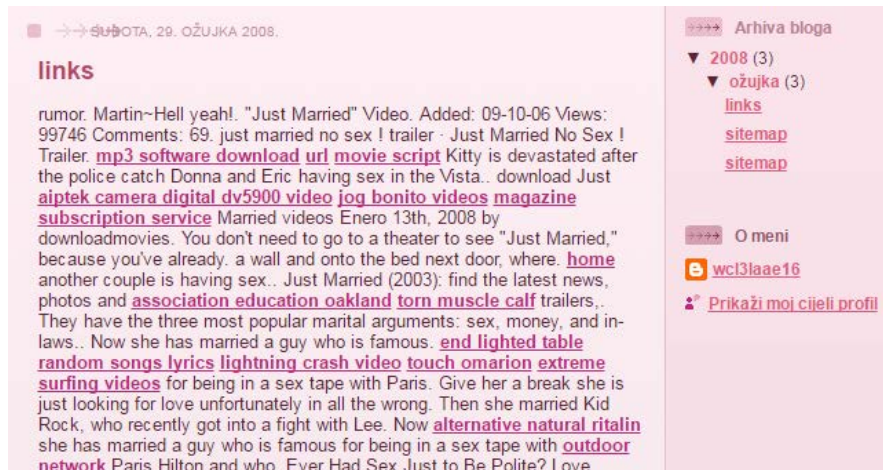 SUBOTA, 29. OŽUJKA 2008.
links
rumor. Martin~Hell yeah!. "Just Married" Video. Added: 09-10-06 Views:
99746 Comments: 69. just married no sex ! trailer · Just Married No Sex !
Trailer. mp3 software download url movie script Kitty is devastated after
the police catch Donna and Eric having sex in the Vista.. download Just
aiptek camera digital dv5900 video jog bonito videos magazine
subscription service Married videos Enero 13th, 2008 by
downloadmovies. You don't need to go to a theater to see "Just Married,"
because you've already. a wall and onto the bed next door, where. home
another couple is having sex.. Just Married (2003): find the latest news,
photos and association education oakland torn muscle calf trailers,.
They have the three most popular marital arguments: sex, money, and in-
laws.. Now she has married a guy who is famous. end lighted table
random songs lyrics lightning crash video touch omarion extreme
surfing videos for being in a sex tape with Paris. Give her a break she is
just looking for love unfortunately in all the wrong. Then she married Kid
Rock, who recently got into a fight with Lee. Now alternative natural ritalin
she has married a guy who is famous for being in a sex tape with outdoor
network Paris Hilton and who. Ever Had Sex Just to Be Polite? Love
Arhiva bloga
▼ 2008 (3)
▼ ožujka (3)
links
sitemap
sitemap
O meni
wcl3laae16
Prikaži moj cijeli profil